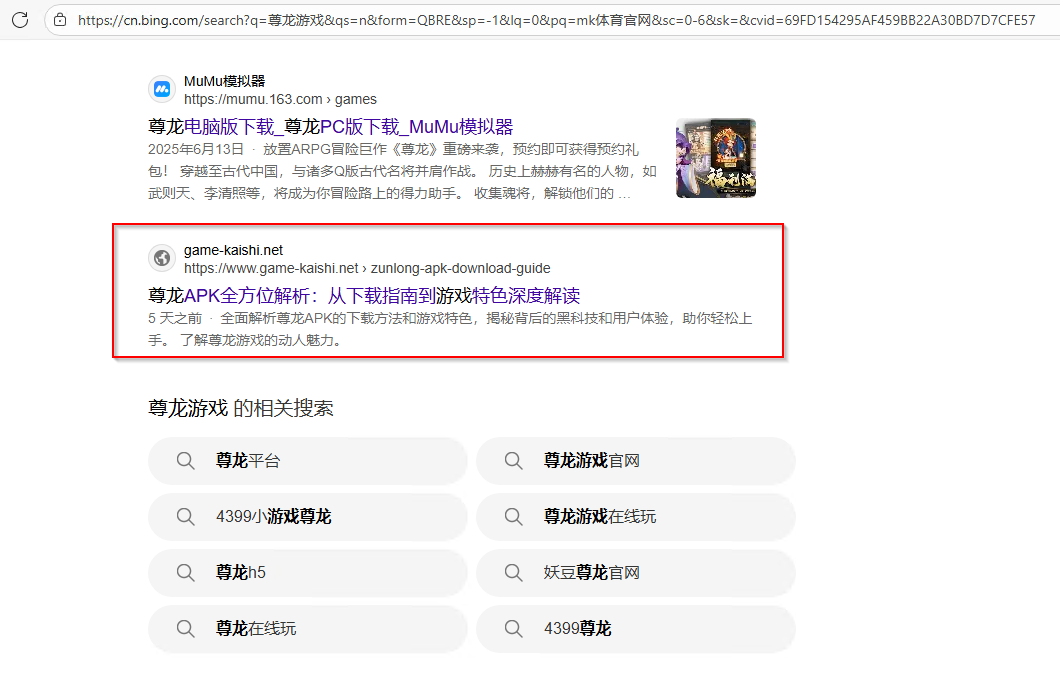 https://cn.bing.com/search?q=尊龙游戏&qs=n&form=QBRE&sp=-1&lq=0&pq=mk体育官网&sc=0-6&sk=&cvid=69FD154295AF459BB22A30BD7D7CFE57
MuMu模拟器
https://mumu.163.com › games
尊龙电脑版下载_尊龙PC版下载_MuMu模拟器
2025年6月13日 · 放置ARPG冒险巨作《尊龙》重磅来袭，预约即可获得预约礼
包！ 穿越至古代中国，与诸多Q版古代名将并肩作战。 历史上赫赫有名的人物，如
武则天、李清照等，将成为你冒险路上的得力助手。 收集魂将，解锁他们的 …
game-kaishi.net
https://www.game-kaishi.net › zunlong-apk-download-guide
尊龙APK全方位解析：从下载指南到游戏特色深度解读
5 天之前 · 全面解析尊龙APK的下载方法和游戏特色，揭秘背后的黑科技和用户体验，助你轻松上
手。 了解尊龙游戏的动人魅力。
尊龙游戏 的相关搜索
尊龙平台
尊龙游戏官网
4399小游戏尊龙
尊龙游戏在线玩
尊龙h5
妖豆尊龙官网
尊龙在线玩
4399尊龙